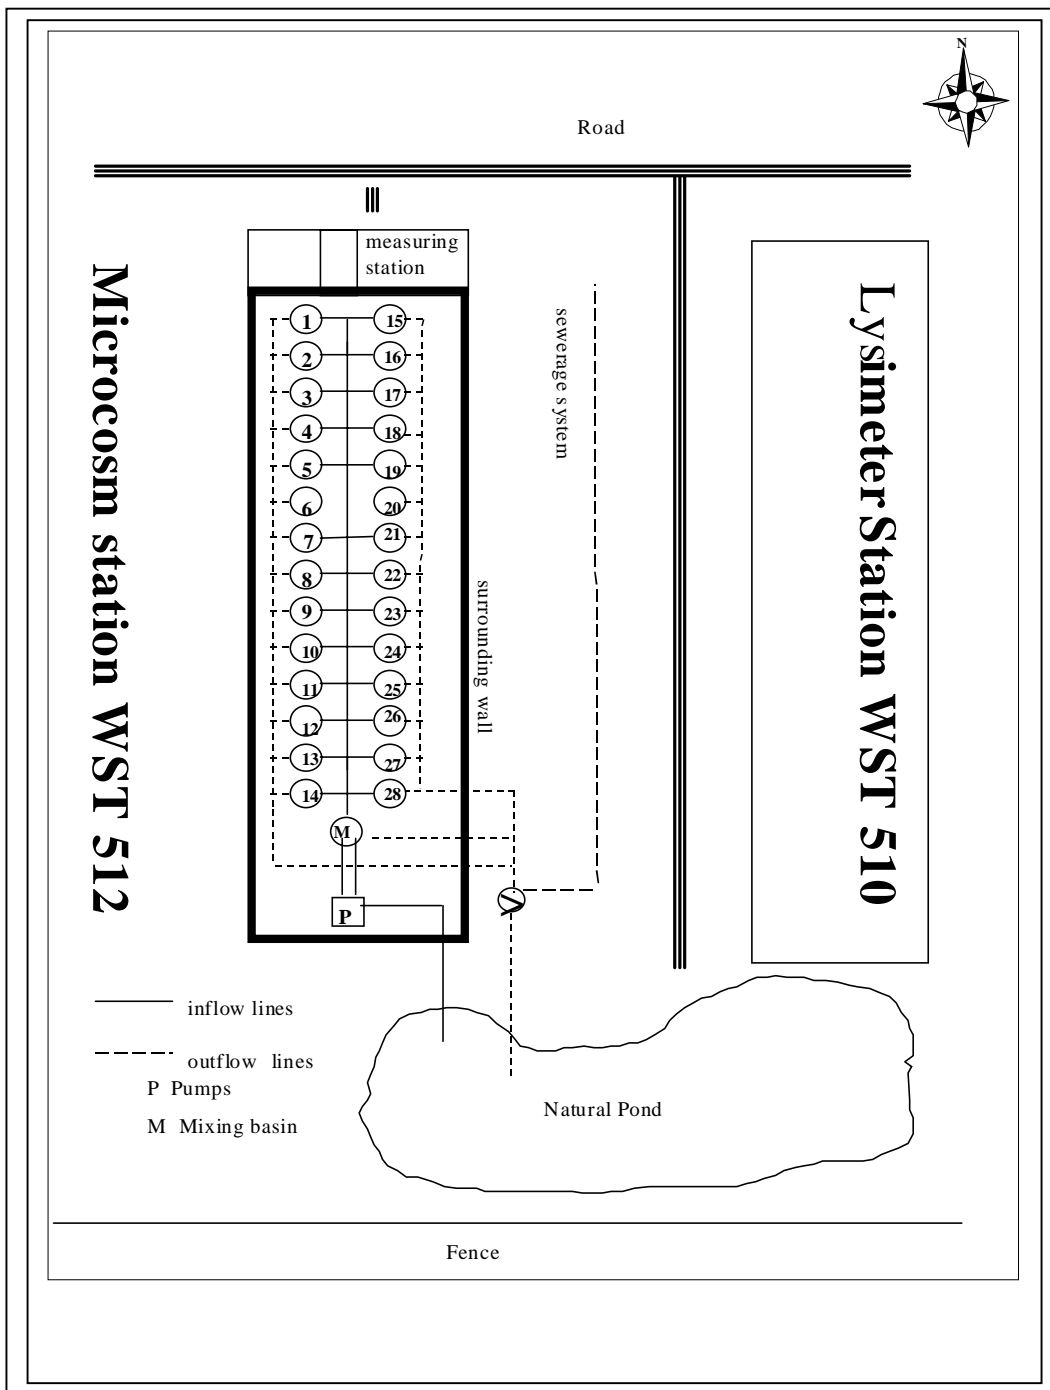 N
Road
measuring
station
Microcosm station WST 512
Lysimeter Station WST 510
sewerage system
surrounding wall
1 15
2 16
3 17
4 18
5 19
6 20
7 21
8 22
9 23
10 24
11 25
12 26
13 27
14 28
M
V
P
inflow lines
outflow lines
P Pumps
M Mixing basin
Natural Pond
Fence